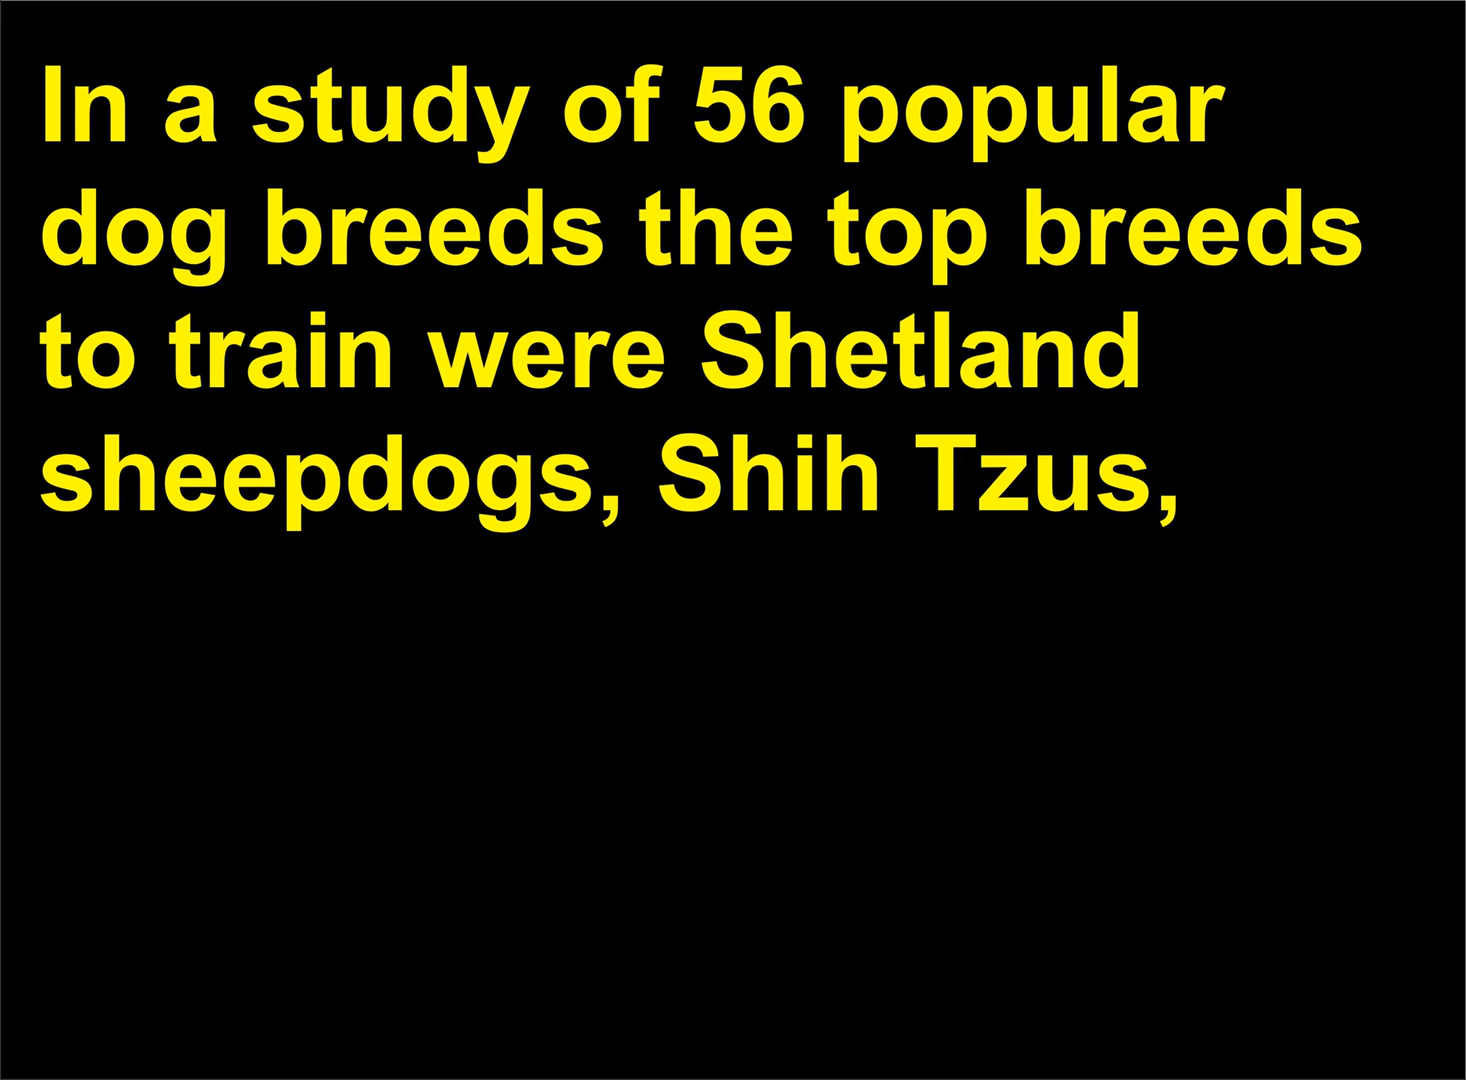 In a study of 56 popular
dog breeds the top breeds
to train were Shetland
sheepdogs, Shih Tzus,